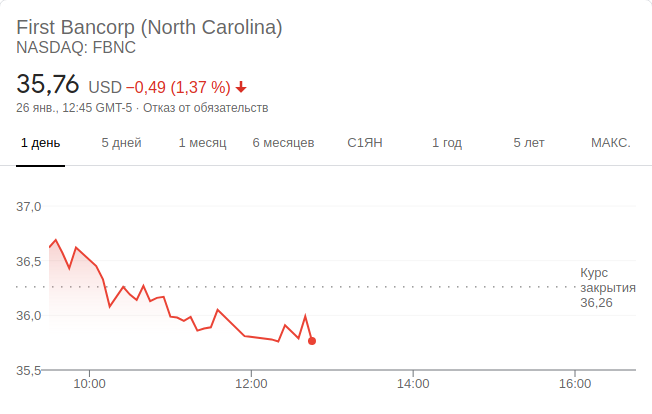 First Bancorp (North Carolina)
NASDAQ: FBNC
35,76 USD −0,49 (1,37 %)
26 янв., 12:45 GMT-5 · Отказ от обязательств
1 день 5 дней 1 месяц 6 месяцев С1ЯН 1 год 5 лет МАКС.
37,0
36,5
Курс
закрытия
36,26
36,0
35,5
10:00 12:00 14:00 16:00